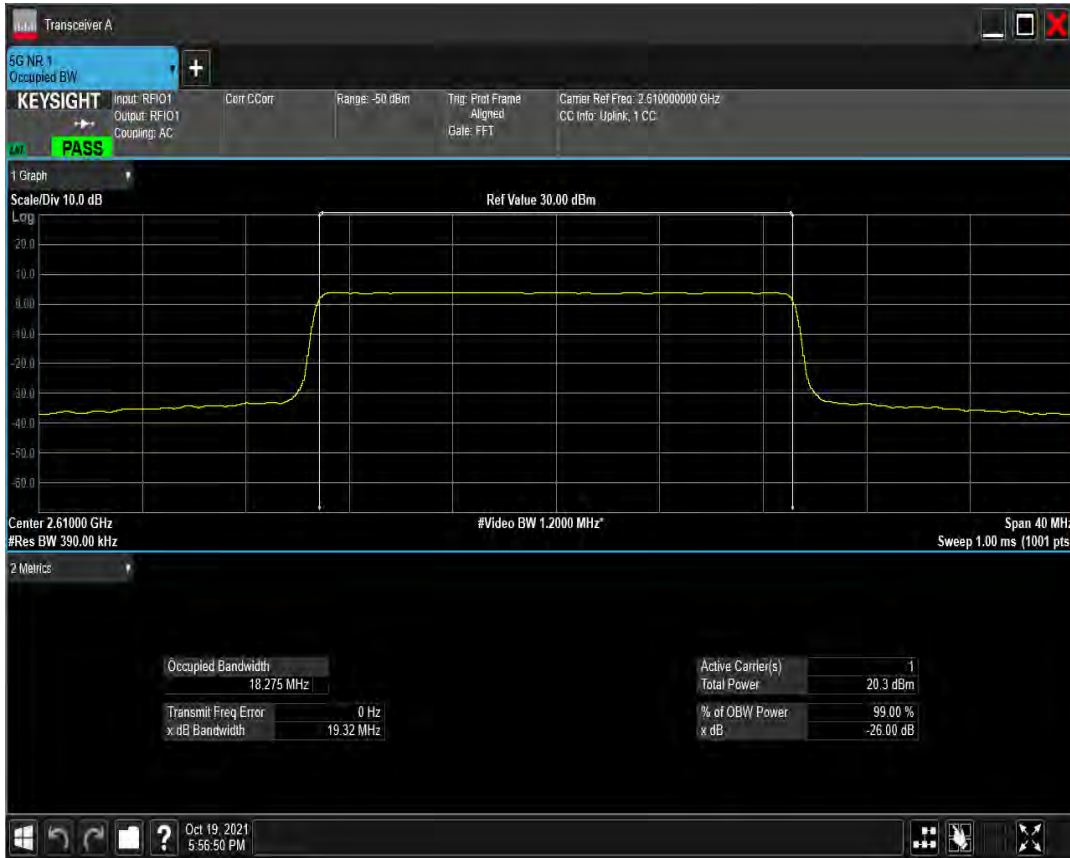 Transceiver A
5G NR 1
Occupied BW
+
KEYSIGHT
Input: RFIO1
Output: RFIO1
Coupling: AC
Corr CCorr
Range: -50 dBm
Trig: Prot Frame
Aligned
Gate: FFT
Carrier Ref Freq: 2.610000000 GHz
CC Info: Uplink, 1 CC
PASS
1 Graph
Scale/Div 10.0 dB
Ref Value 30.00 dBm
Log
20.0
10.0
0.00
-10.0
-20.0
-30.0
-40.0
-50.0
-60.0
Center 2.61000 GHz
#Video BW 1.2000 MHz*
Span 40 MHz
#Res BW 390.00 kHz
Sweep 1.00 ms (1001 pts
2 Metrics
Occupied Bandwidth
18.275 MHz
Transmit Freq Error 0 Hz
x dB Bandwidth 19.32 MHz
Active Carrier(s) 1
Total Power 20.3 dBm
% of OBW Power 99.00 %
x dB -26.00 dB
?
Oct 19, 2021
5:56:50 PM